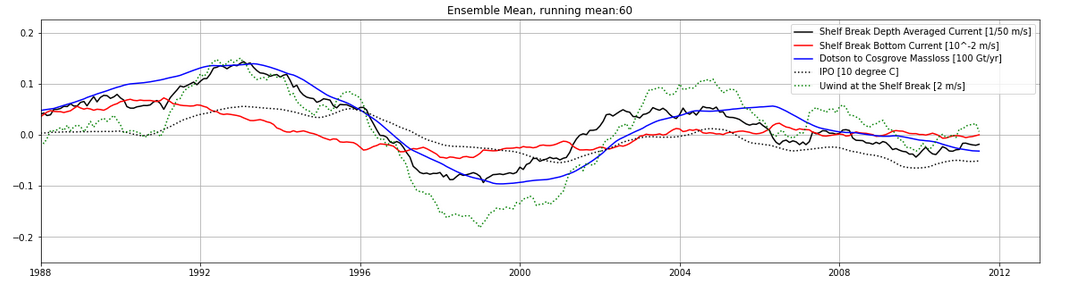 Ensemble Mean, running mean:60
0.2
0.1
0.0
−0.1
−0.2
1988
1992
1996
2000
2004
2008
2012
Shelf Break Depth Averaged Current [1/50 m/s]
Shelf Break Bottom Current [10^-2 m/s]
Dotson to Cosgrove Massloss [100 Gt/yr]
IPO [10 degree C]
Uwind at the Shelf Break [2 m/s]